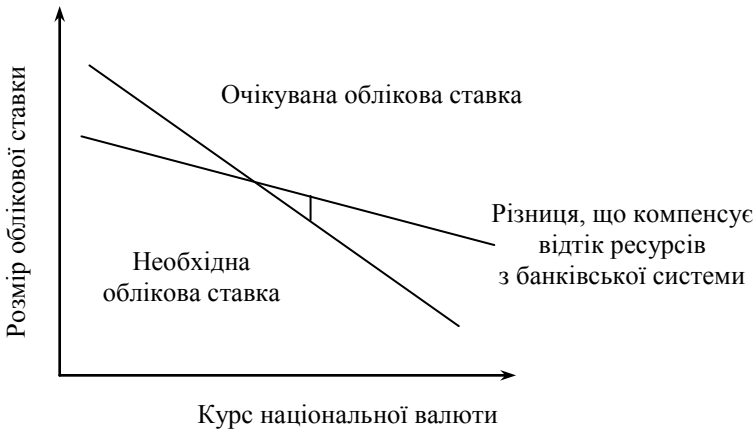 Розмір облікової ставки
Очікувана облікова ставка
Різниця, що компенсує
відтік ресурсів
з банківської системи
Необхідна
облікова ставка
Курс національної валюти